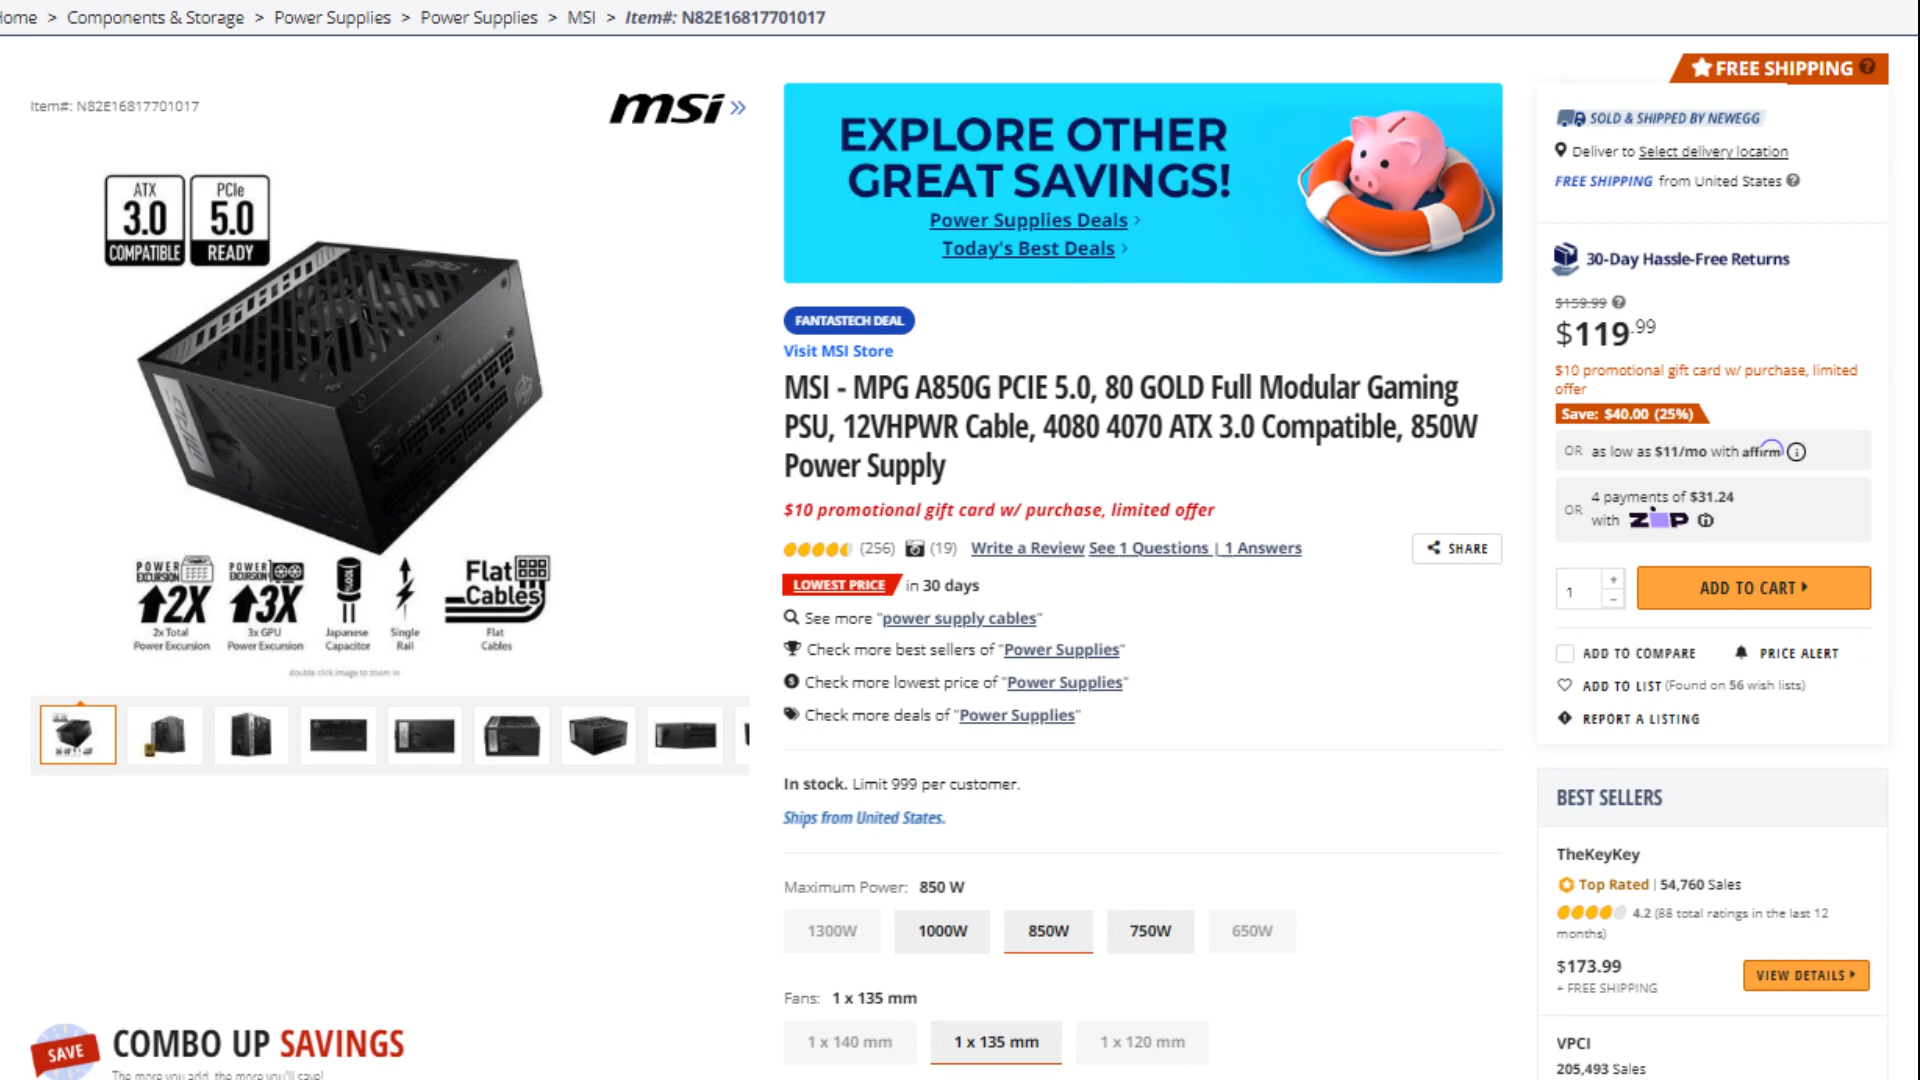 ome > Components & Storage > Power Supplies > Power Supplies > MSI > Item#: N82E16817701017
FREE SHIPPING
Item#: N82E16817701017
msi
ATX
3.0
COMPATIBLE
PCIe
5.0
READY
POWER
EXCURSION
2X
2x Total
Power Excursion
POWER
EXCURSION
3X
3x GPU
Power Excursion
Japanese
Capacitor
Single
Rail
Flat
Cables
Flat
Cables
double click image to zoom in
EXPLORE OTHER
GREAT SAVINGS!
Power Supplies Deals >
Today's Best Deals >
FANTASTECH DEAL
Visit MSI Store
MSI - MPG A850G PCIE 5.0, 80 GOLD Full Modular Gaming
PSU, 12VHPWR Cable, 4080 4070 ATX 3.0 Compatible, 850W
Power Supply
$10 promotional gift card w/ purchase, limited offer
(256) (19) Write a Review See 1 Questions | 1 Answers
SHARE
LOWEST PRICE in 30 days
See more "power supply cables"
Check more best sellers of "Power Supplies"
Check more lowest price of "Power Supplies"
Check more deals of "Power Supplies"
In stock. Limit 999 per customer.
Ships from United States.
Maximum Power: 850 W
1300W 1000W 850W 750W 650W
Fans: 1 x 135 mm
1 x 140 mm 1 x 135 mm 1 x 120 mm
SOLD & SHIPPED BY NEWEGG
Deliver to Select delivery location
FREE SHIPPING from United States
30-Day Hassle-Free Returns
$159.99
$119.99
$10 promotional gift card w/ purchase, limited
offer
Save: $40.00 (25%)
OR as low as $11/mo with affirm
OR 4 payments of $31.24
with ZIP
1 + -
ADD TO CART
ADD TO COMPARE PRICE ALERT
ADD TO LIST (Found on 56 wish lists)
REPORT A LISTING
BEST SELLERS
TheKeyKey
Top Rated | 54,760 Sales
4.2 (88 total ratings in the last 12
months)
$173.99
+ FREE SHIPPING
VIEW DETAILS
VPCI
205,493 Sales
SAVE
COMBO UP SAVINGS
The more you add, the more you'll save!